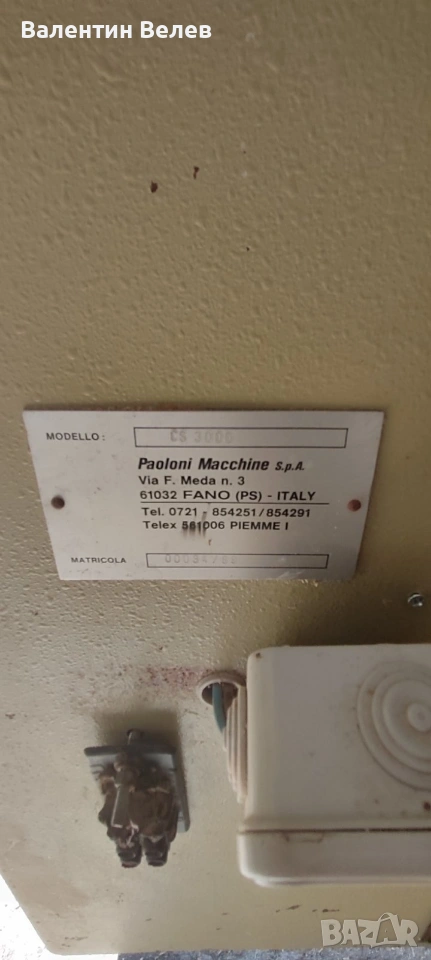 Валентин Велев
MODELLO: CS 3000
Paoloni Macchine S.p.A.
Via F. Meda n. 3
61032 FANO (PS) - ITALY
Tel. 0721 - 854251/854291
Telex 561006 PIEMME I
MATRICOLA
BAZAR